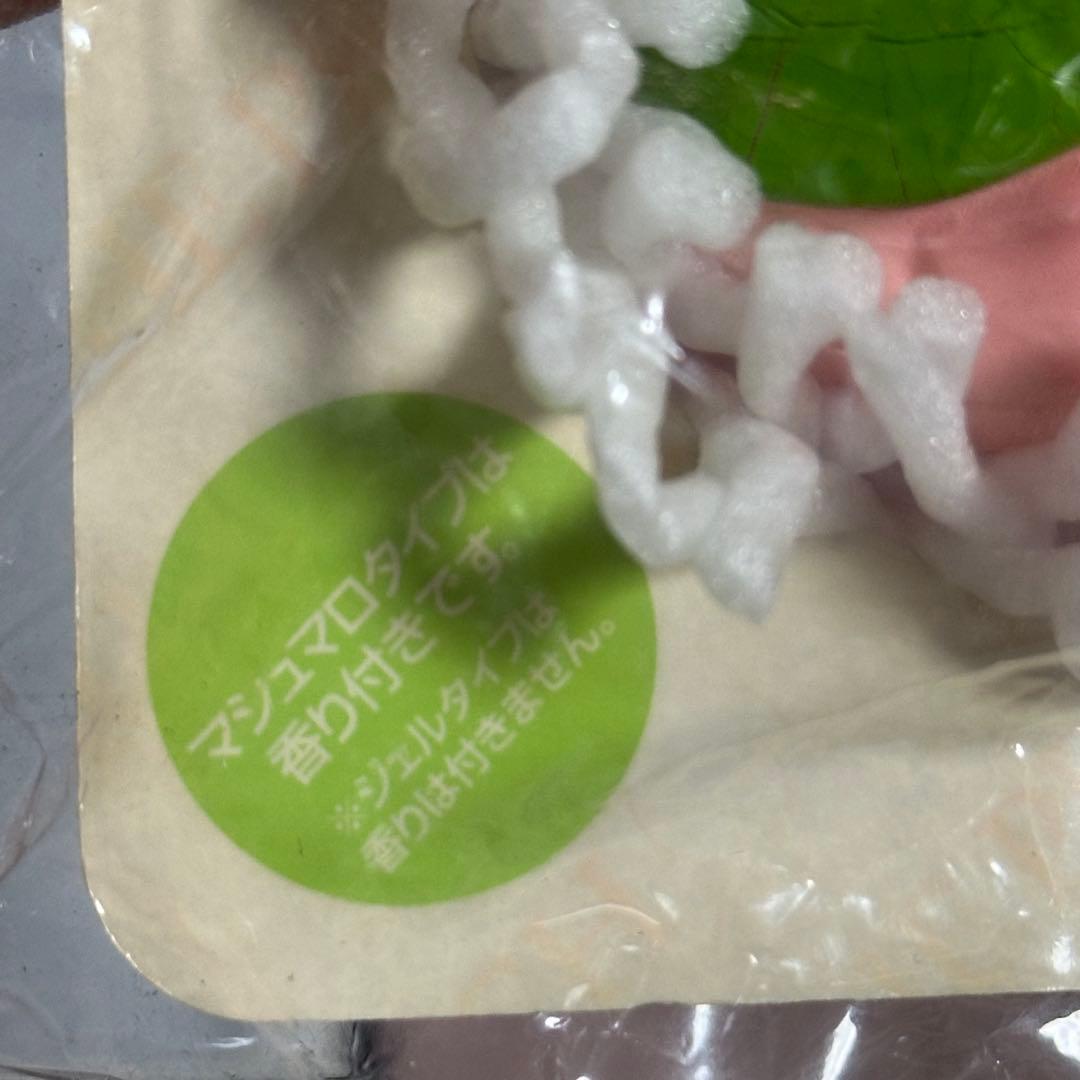 マシュマロタイプは
香り付きです。
※ジェルタイプは
香りは付きません。